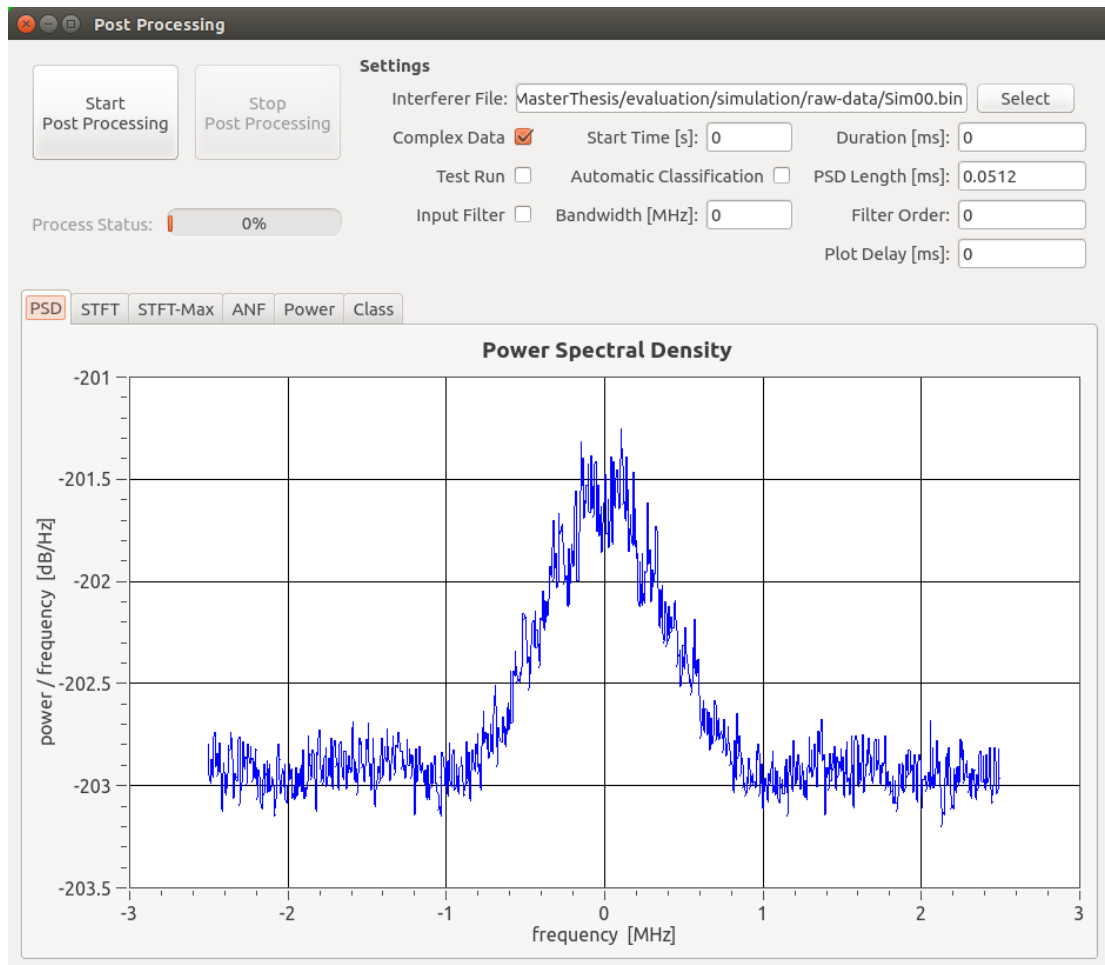 Post Processing
Settings
Start
Post Processing
Stop
Post Processing
Interferer File: MasterThesis/evaluation/simulation/raw-data/Sim00.bin Select
Complex Data Start Time [s]: 0 Duration [ms]: 0
Test Run Automatic Classification PSD Length [ms]: 0.0512
Process Status: 0% Input Filter Bandwidth [MHz]: 0 Filter Order: 0
Plot Delay [ms]: 0
PSD STFT STFT-Max ANF Power Class
Power Spectral Density
power / frequency [dB/Hz]
-201
-201.5
-202
-202.5
-203
-203.5
-3 -2 -1 0 1 2 3
frequency [MHz]